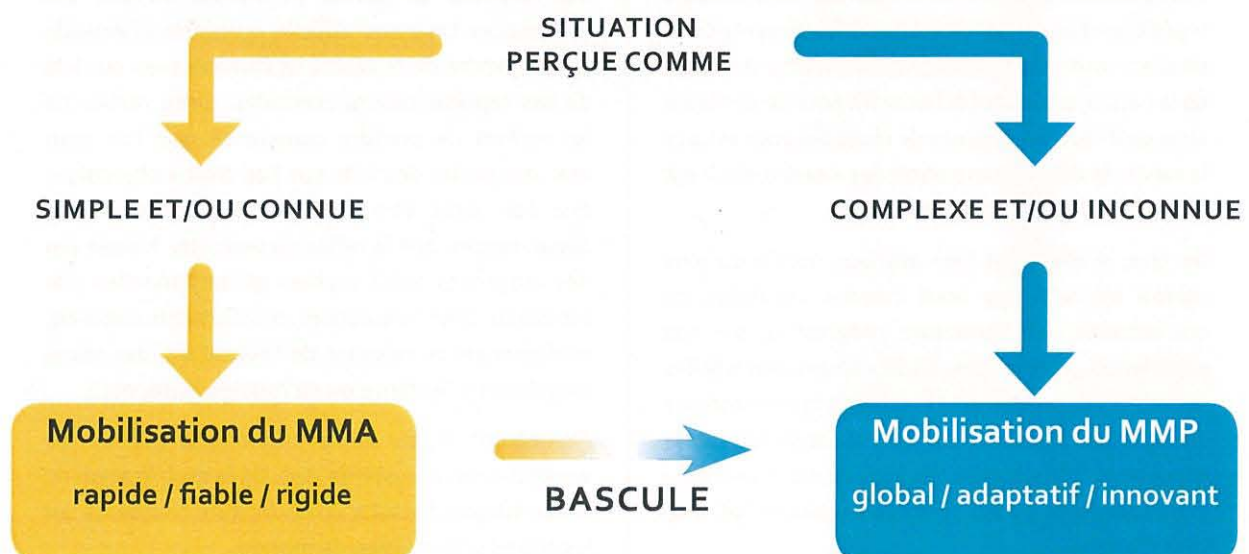 SITUATION
PERÇUE COMME
SIMPLE ET/OU CONNUE
COMPLEXE ET/OU INCONNUE
Mobilisation du MMA
rapide / fiable / rigide
BASCULE
Mobilisation du MMP
global / adaptatif / innovant